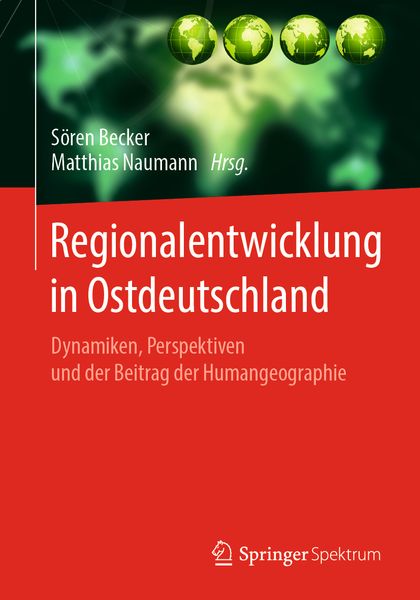 Sören Becker
Matthias Naumann Hrsg.
Regionalentwicklung
in Ostdeutschland
Dynamiken, Perspektiven
und der Beitrag der Humangeographie
Springer Spektrum